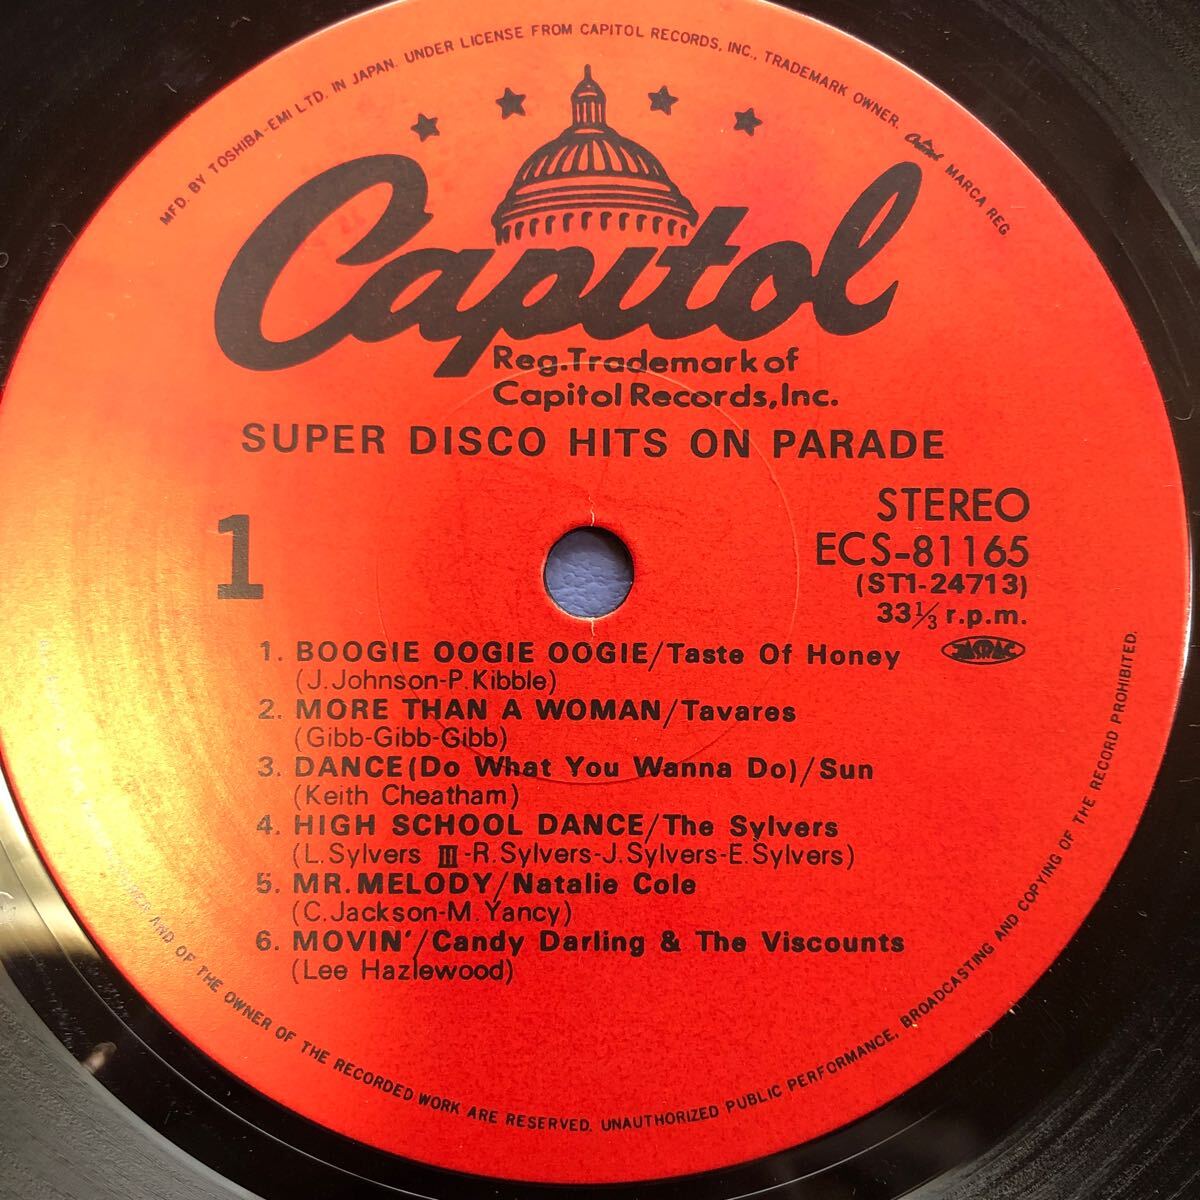 MFD. BY TOSHIBA-EMI LTD. IN JAPAN. UNDER LICENSE FROM CAPITOL RECORDS, INC., TRADEMARK OWNER. Capitol MARCA REG
Capitol
Reg.Trademark of
Capitol Records,Inc.
SUPER DISCO HITS ON PARADE
1
STEREO
ECS-81165
(ST1-24713)
33⅓ r.p.m.
JASRAC
1. BOOGIE OOGIE OOGIE/Taste Of Honey
(J.Johnson-P.Kibble)
2. MORE THAN A WOMAN/Tavares
(Gibb-Gibb-Gibb)
3. DANCE(Do What You Wanna Do)/Sun
(Keith Cheatham)
4. HIGH SCHOOL DANCE/The Sylvers
(L.Sylvers III-R.Sylvers-J.Sylvers-E.Sylvers)
5. MR.MELODY/Natalie Cole
(C.Jackson-M.Yancy)
6. MOVIN'/Candy Darling & The Viscounts
(Lee Hazlewood)
AND OF THE OWNER OF THE RECORDED WORK ARE RESERVED. UNAUTHORIZED PUBLIC PERFORMANCE, BROADCASTING AND COPYING OF THE RECORD PROHIBITED.